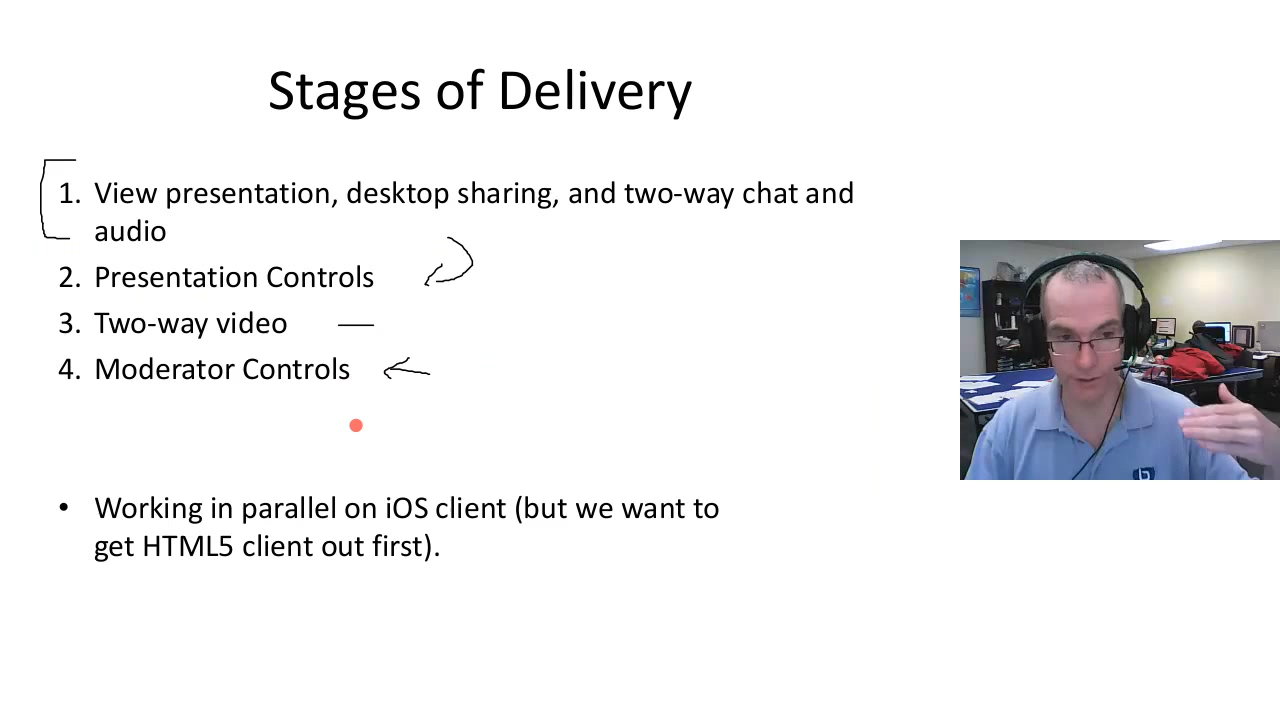 Stages of Delivery
1. View presentation, desktop sharing, and two-way chat and
audio
2. Presentation Controls
3. Two-way video
4. Moderator Controls
• Working in parallel on iOS client (but we want to
get HTML5 client out first).